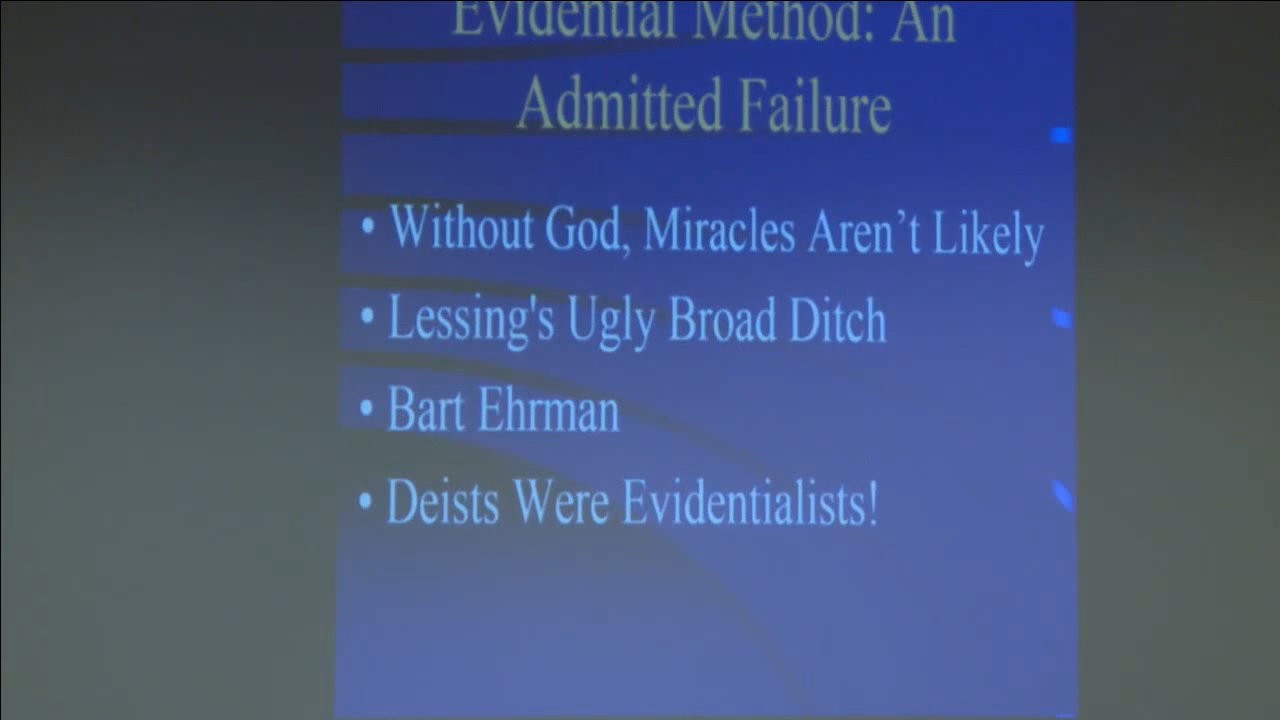 Evidential Method: An
Admitted Failure
• Without God, Miracles Aren’t Likely
• Lessing's Ugly Broad Ditch
• Bart Ehrman
• Deists Were Evidentialists!